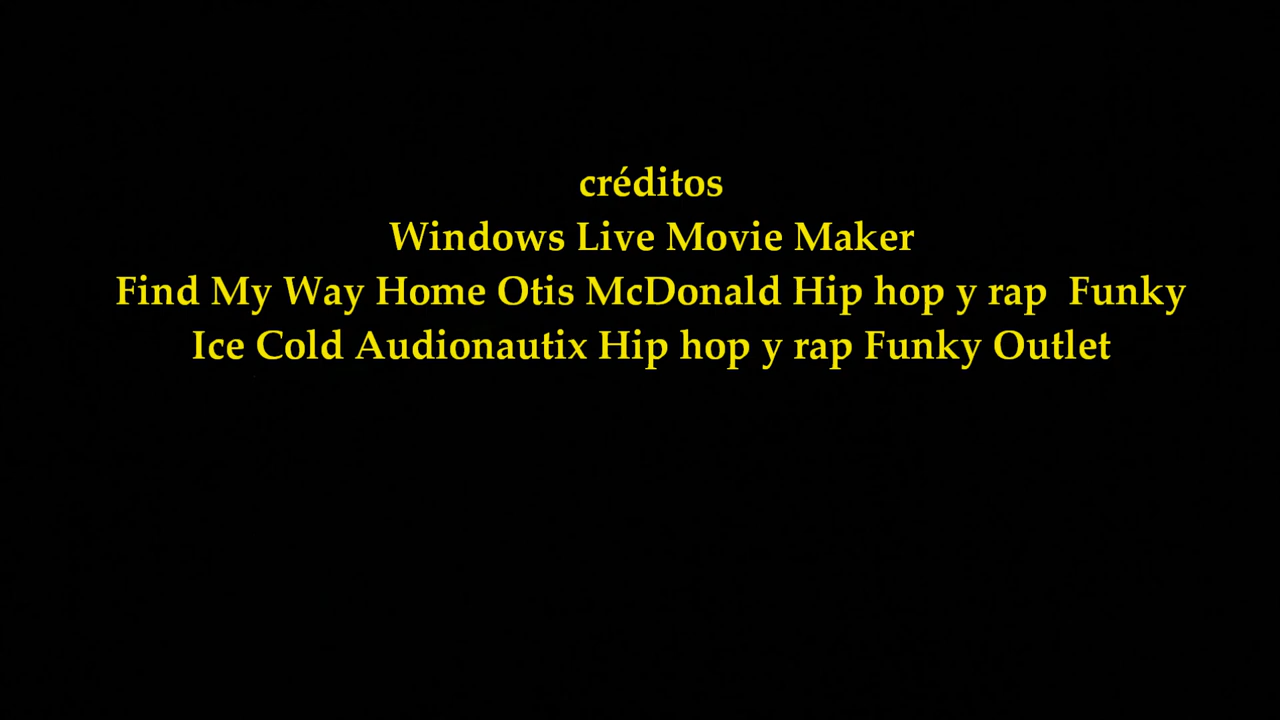 créditos
Windows Live Movie Maker
Find My Way Home Otis McDonald Hip hop y rap  Funky
Ice Cold Audionautix Hip hop y rap Funky Outlet